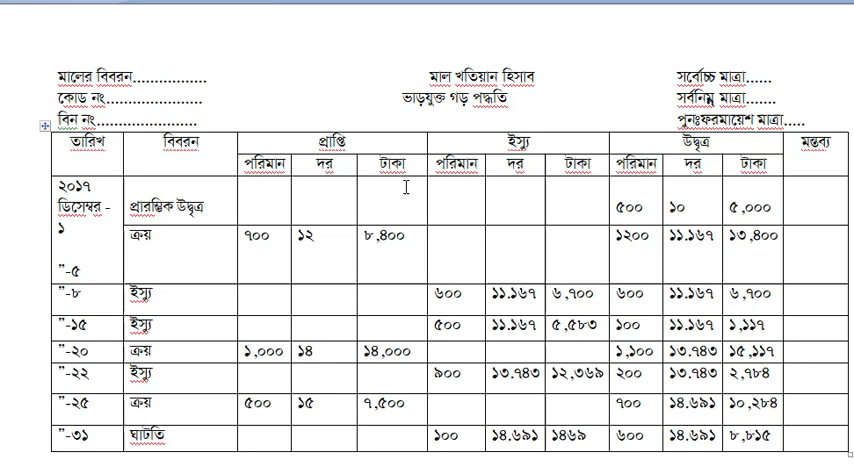 মালের বিবরন................ মাল খতিয়ান হিসাব সর্বোচ্চ মাত্রা......
কোড নং...................... ভাড়যুক্ত গড় পদ্ধতি সর্বনিম্ন মাত্রা.......
বিন নং....................... পুনঃফরমায়েশ মাত্রা.....
তারিখ বিবরন প্রাপ্তি ইস্যু উদ্বৃত্র মন্তব্য
পরিমান দর টাকা পরিমান দর টাকা পরিমান দর টাকা
২০১৭
ডিসেম্বর - প্রারম্ভিক উদ্বৃত্র ৫০০ ১০ ৫,০০০
১ ক্রয় ৭০০ ১২ ৮,৪০০ ১২০০ ১১.১৬৭ ১৩,৪০০
”-৫
”-৮ ইস্যু ৬০০ ১১.১৬৭ ৬,৭০০ ৬০০ ১১.১৬৭ ৬,৭০০
”-১৫ ইস্যু ৫০০ ১১.১৬৭ ৫,৫৮৩ ১০০ ১১.১৬৭ ১,১১৭
”-২০ ক্রয় ১,০০০ ১৪ ১৪,০০০ ১,১০০ ১৩.৭৪৩ ১৫,১১৭
”-২২ ইস্যু ৯০০ ১৩.৭৪৩ ১২,৩৬৯ ২০০ ১৩.৭৪৩ ২,৭৮৪
”-২৫ ক্রয় ৫০০ ১৫ ৭,৫০০ ৭০০ ১৪.৬৯১ ১০,২৮৪
”-৩১ ঘাটতি ১০০ ১৪.৬৯১ ১৪৬৯ ৬০০ ১৪.৬৯১ ৮,৮১৫